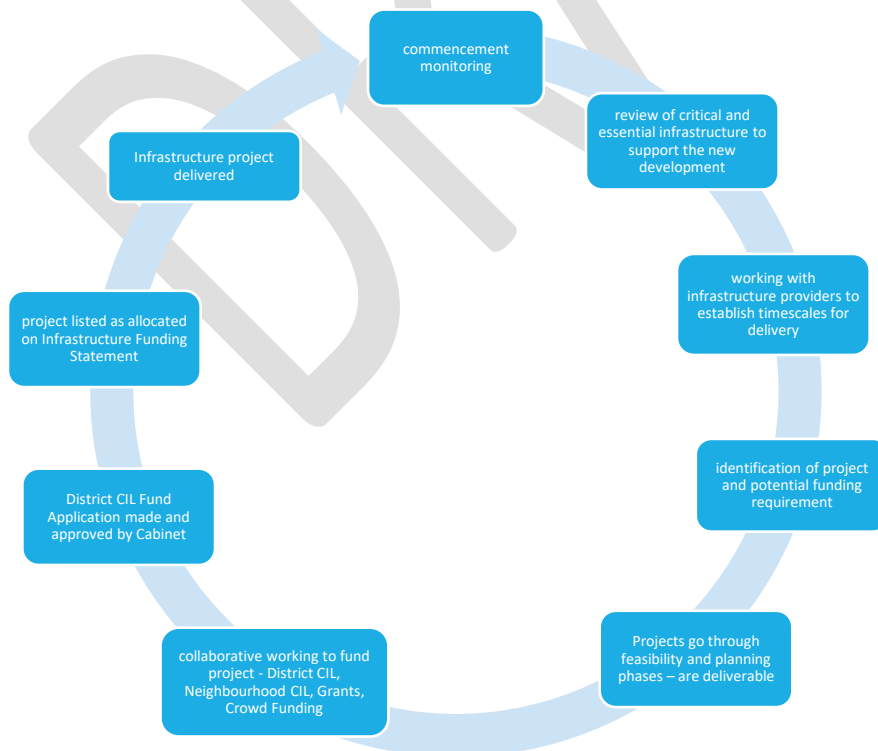 commencement
monitoring
review of critical and
essential infrastructure to
support the new
development
working with
infrastructure providers to
establish timescales for
delivery
identification of project
and potential funding
requirement
Projects go through
feasibility and planning
phases – are deliverable
collaborative working to fund
project - District CIL,
Neighbourhood CIL, Grants,
Crowd Funding
District CIL Fund
Application made and
approved by Cabinet
project listed as allocated
on Infrastructure Funding
Statement
Infrastructure project
delivered